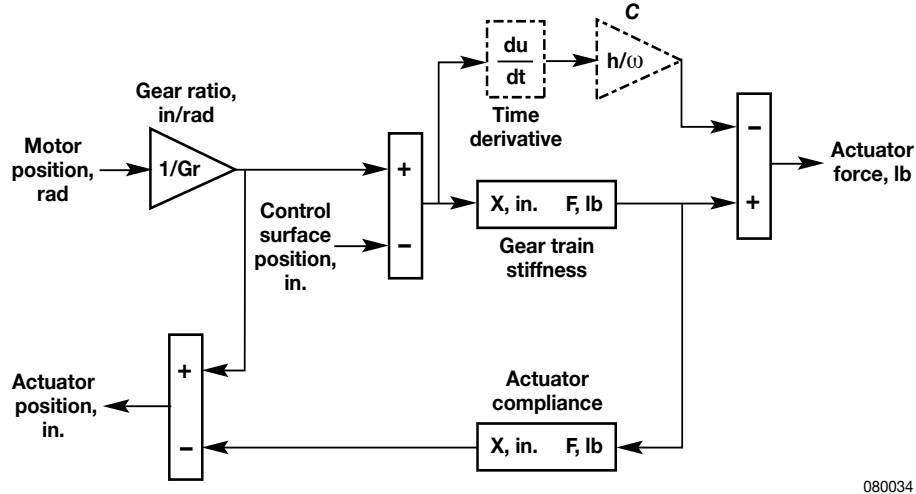 C
du
dt
h/ω
Time
derivative
Gear ratio,
in/rad
Motor
position,
rad
1/Gr
+
−
Control
surface
position,
in.
X, in. F, lb
Gear train
stiffness
−
+
Actuator
force, lb
Actuator
position,
in.
+
−
Actuator
compliance
X, in. F, lb
080034